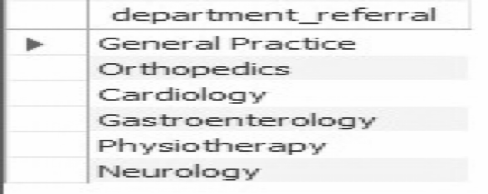 department_referral
General Practice
Orthopedics
Cardiology
Gastroenterology
Physiotherapy
Neurology